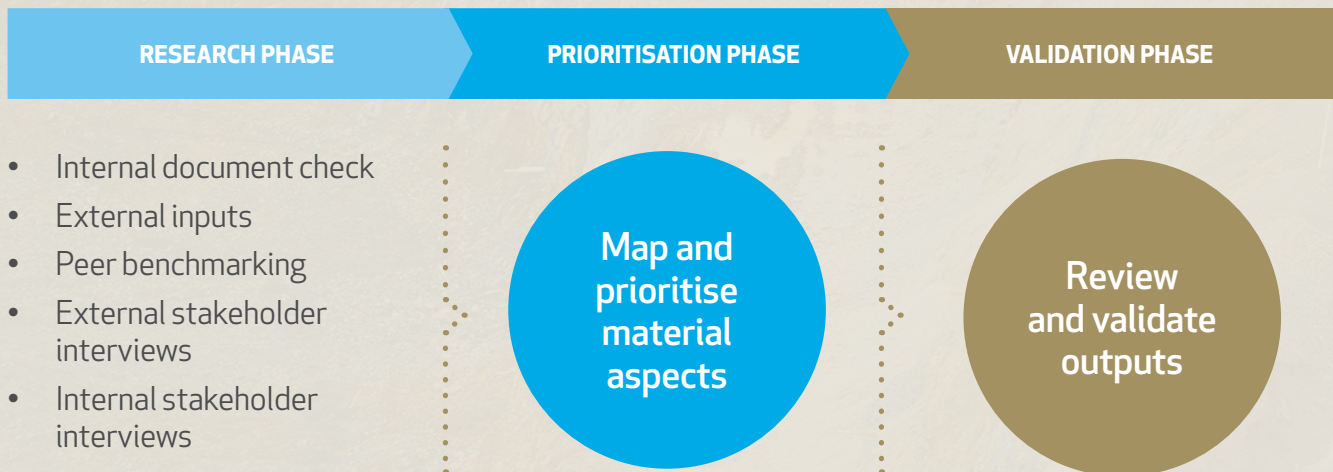 RESEARCH PHASE
PRIORITISATION PHASE
VALIDATION PHASE
• Internal document check
• External inputs
• Peer benchmarking
• External stakeholder
interviews
• Internal stakeholder
interviews
Map and
prioritise
material
aspects
Review
and validate
outputs